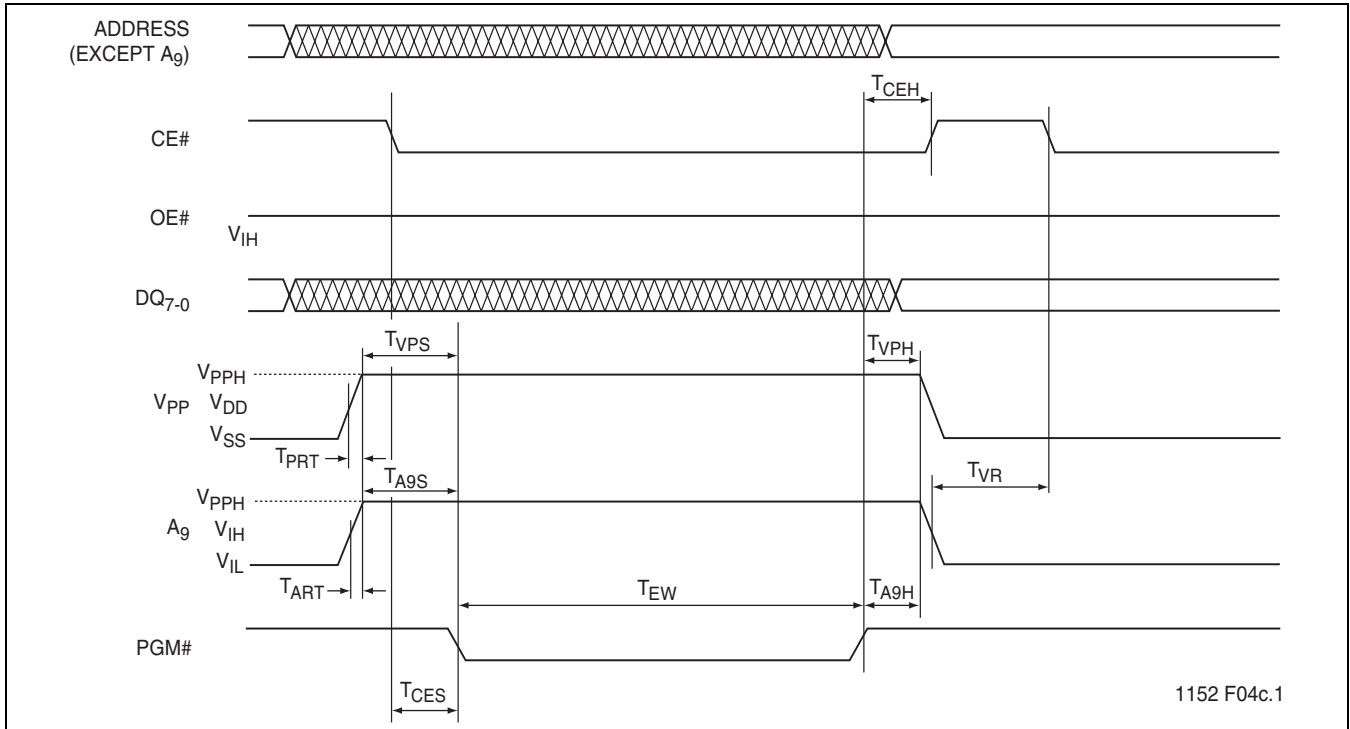 ADDRESS
(EXCEPT A9)
TCEH
CE#
OE#
VIH
DQ7-0
TVPS
TVPH
VPPH
VPP VDD
VSS
TPRT
TA9S
TVR
VPPH
A9 VIH
VIL
TART
TEW
TA9H
PGM#
TCES
1152 F04c.1